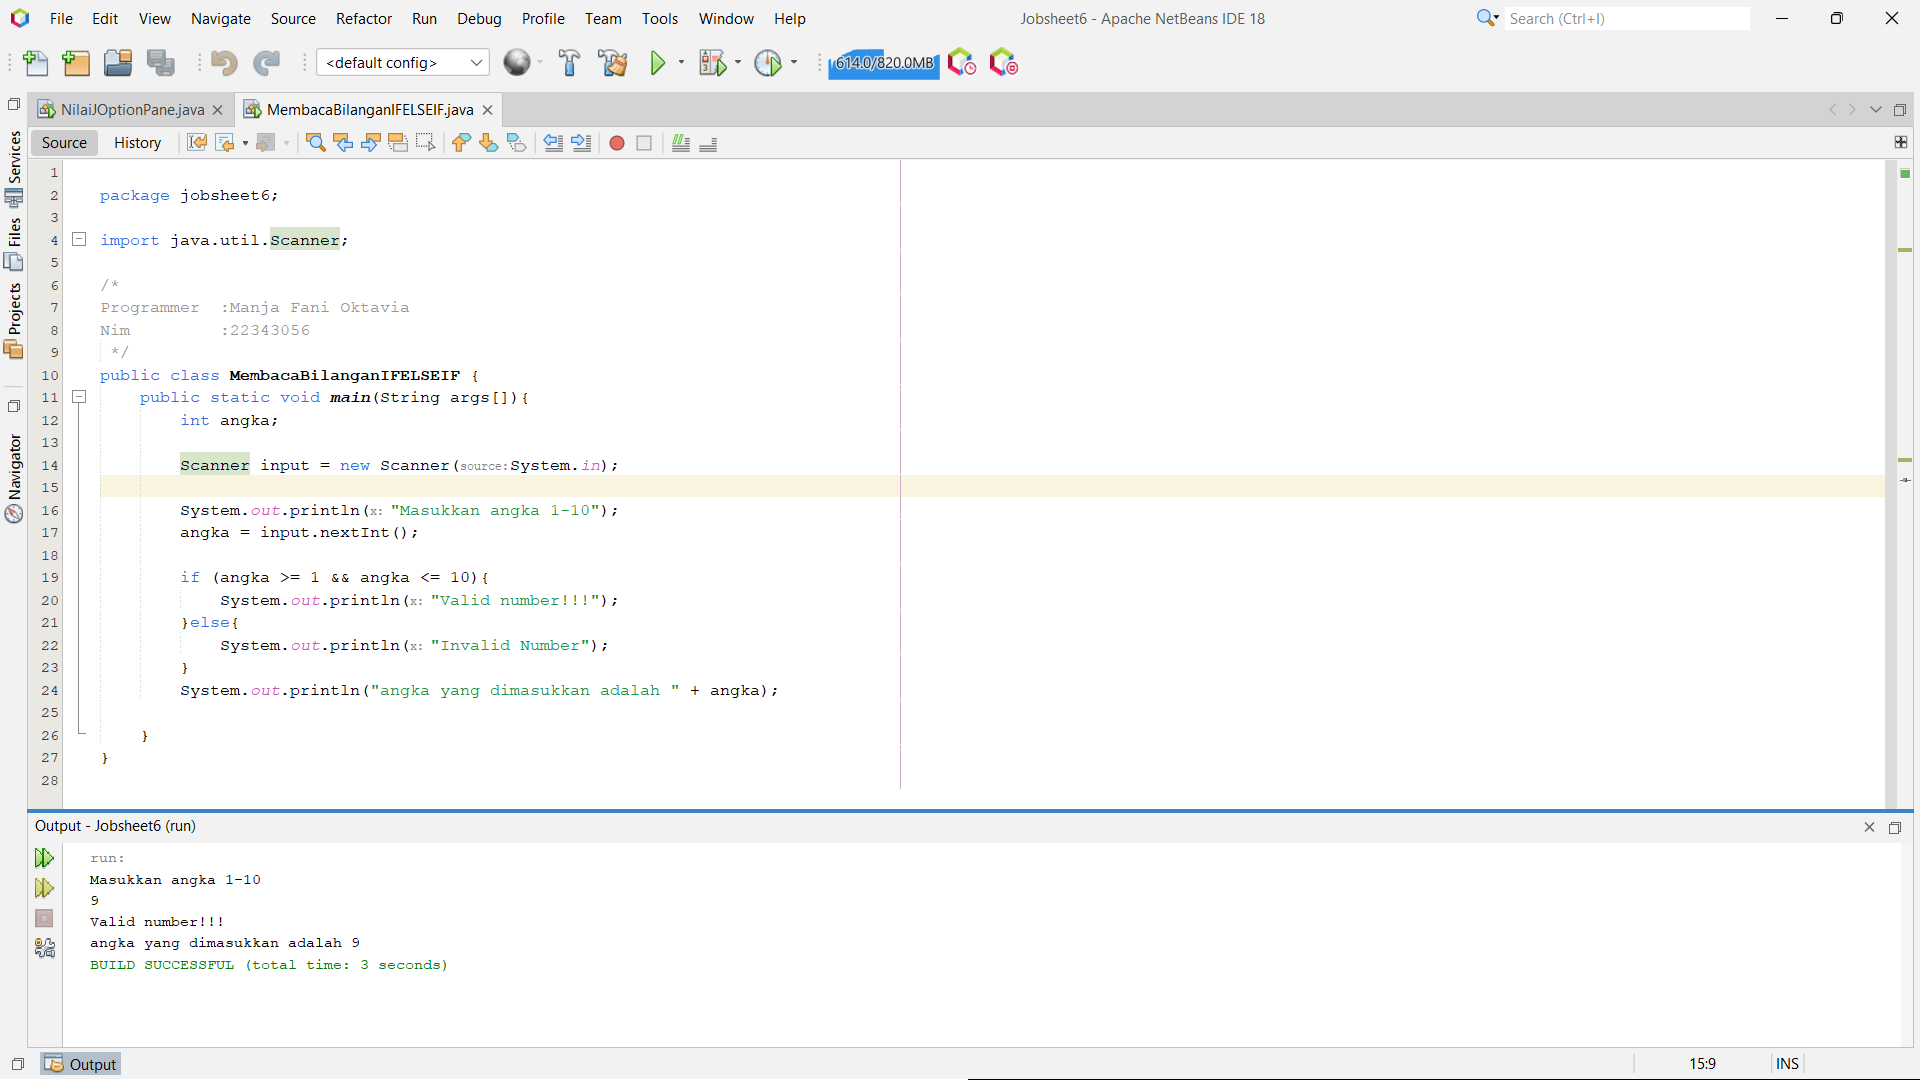 File Edit View Navigate Source Refactor Run Debug Profile Team Tools Window Help
Jobsheet6 - Apache NetBeans IDE 18
Search (Ctrl+I)
<default config>
614.0/820.0MB
NilaiJOptionPane.java
MembacaBilanganIFELSEIF.java
Source History
Services
Files
Projects
Navigator
1
2 package jobsheet6;
3
4 import java.util.Scanner;
5
6 /*
7 Programmer :Manja Fani Oktavia
8 Nim :22343056
9 */
10 public class MembacaBilanganIFELSEIF {
11 public static void main(String args[]){
12 int angka;
13
14 Scanner input = new Scanner(source:System.in);
15
16 System.out.println(x: "Masukkan angka 1-10");
17 angka = input.nextInt();
18
19 if (angka >= 1 && angka <= 10){
20 System.out.println(x: "Valid number!!!");
21 }else{
22 System.out.println(x: "Invalid Number");
23 }
24 System.out.println("angka yang dimasukkan adalah " + angka);
25
26 }
27 }
28
Output - Jobsheet6 (run)
run:
Masukkan angka 1-10
9
Valid number!!!
angka yang dimasukkan adalah 9
BUILD SUCCESSFUL (total time: 3 seconds)
Output
15:9 INS